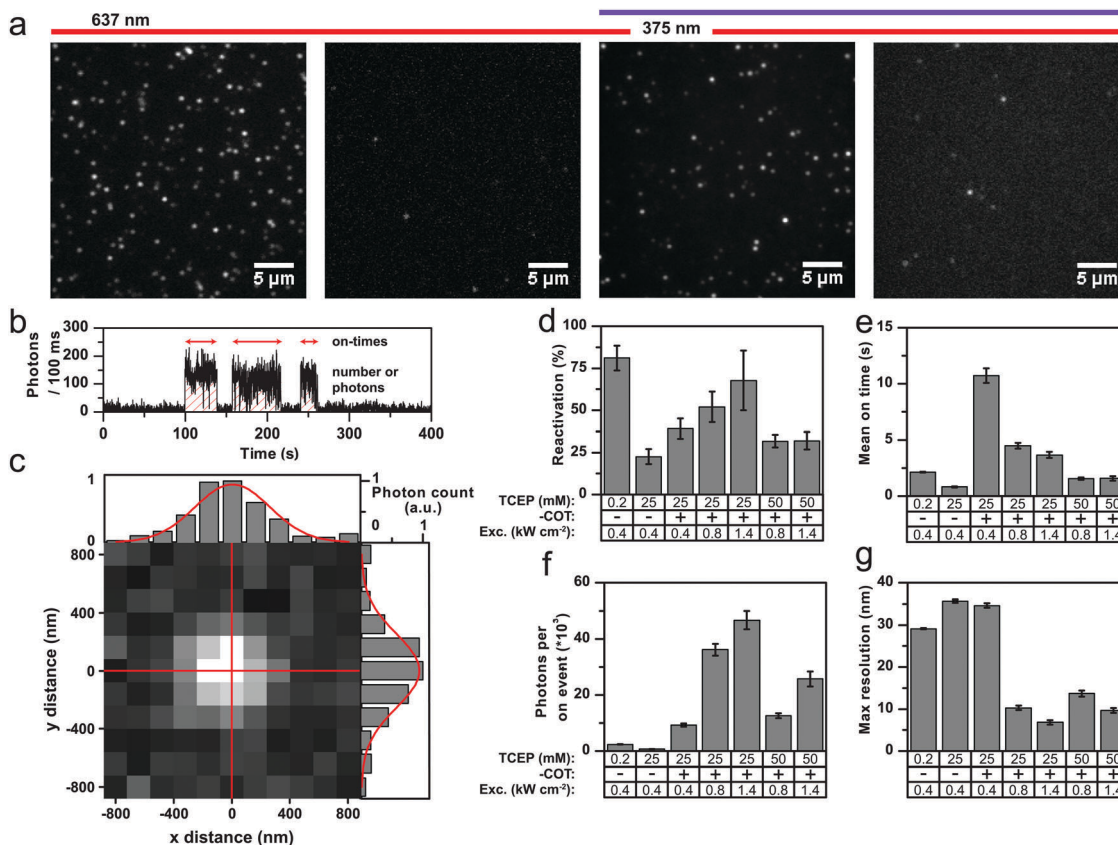 a
637 nm
375 nm
5 µm
5 µm
5 µm
5 µm
b
Photons
/ 100 ms
300
200
100
0
on-times
number or
photons
0 100 200 300 400
Time (s)
c
1
0
Photon count
(a.u.)
1
0
0 1
y distance (nm)
800
400
0
-400
-800
-800 -400 0 400 800
x distance (nm)
d
Reactivation (%)
100
75
50
25
0
TCEP (mM): 0.2 25 25 25 25 50 50
-COT: - - + + + + +
Exc. (kW cm⁻²): 0.4 0.4 0.4 0.8 1.4 0.8 1.4
e
Mean on time (s)
15
10
5
0
0.2 25 25 25 25 50 50
- - + + + + +
0.4 0.4 0.4 0.8 1.4 0.8 1.4
f
Photons per
on event (*10³)
60
40
20
0
TCEP (mM): 0.2 25 25 25 25 50 50
-COT: - - + + + + +
Exc. (kW cm⁻²): 0.4 0.4 0.4 0.8 1.4 0.8 1.4
g
Max resolution (nm)
40
30
20
10
0
0.2 25 25 25 25 50 50
- - + + + + +
0.4 0.4 0.4 0.8 1.4 0.8 1.4